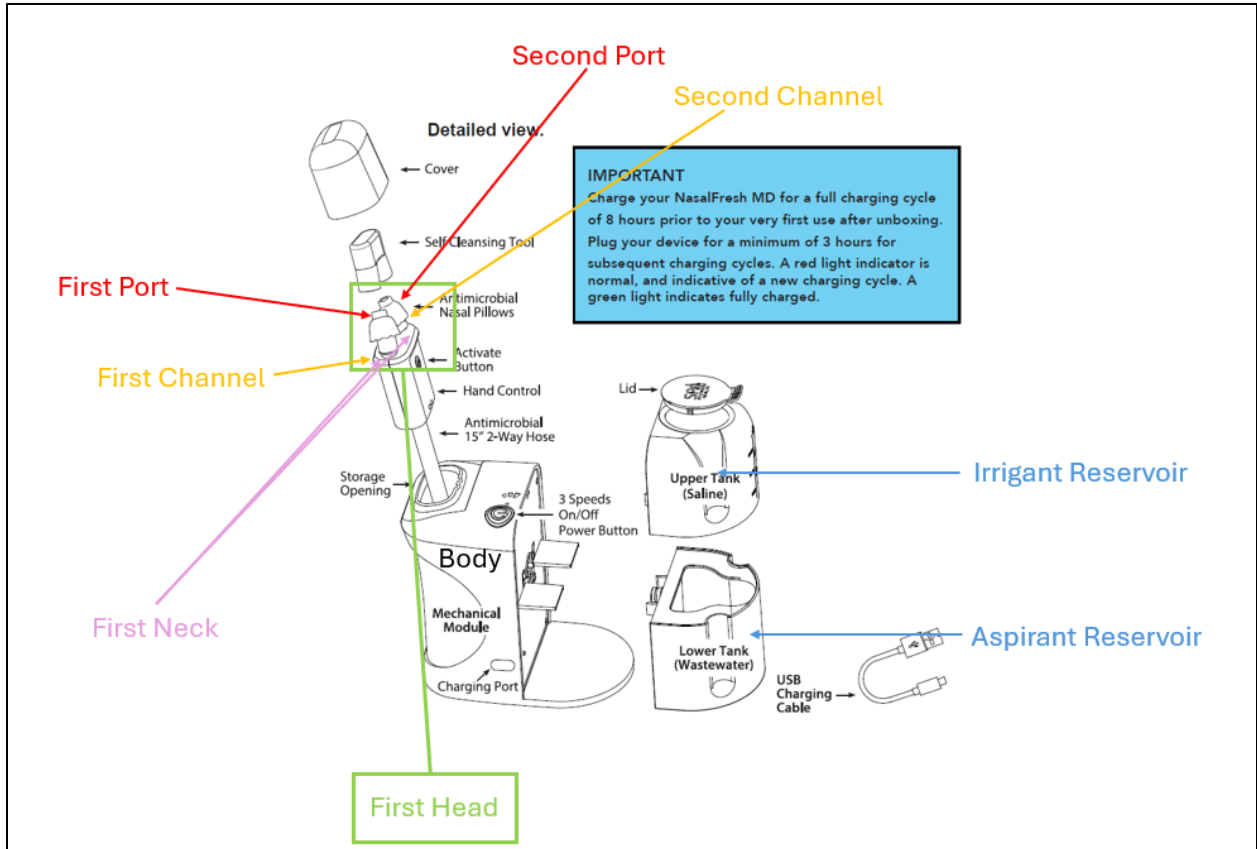 Second Port
Second Channel
Detailed view.
Cover
IMPORTANT
Charge your NasalFresh MD for a full charging cycle
of 8 hours prior to your very first use after unboxing.
Plug your device for a minimum of 3 hours for
subsequent charging cycles. A red light indicator is
normal, and indicative of a new charging cycle. A
green light indicates fully charged.
Self Cleansing Tool
First Port
Antimicrobial
Nasal Pillows
Activate
Button
First Channel
Hand Control
Lid
Antimicrobial
15" 2-Way Hose
Storage
Opening
Upper Tank
(Saline)
Irrigant Reservoir
3 Speeds
On/Off
Power Button
Body
Mechanical
Module
First Neck
Aspirant Reservoir
Lower Tank
(Wastewater)
Charging Port
USB
Charging
Cable
First Head